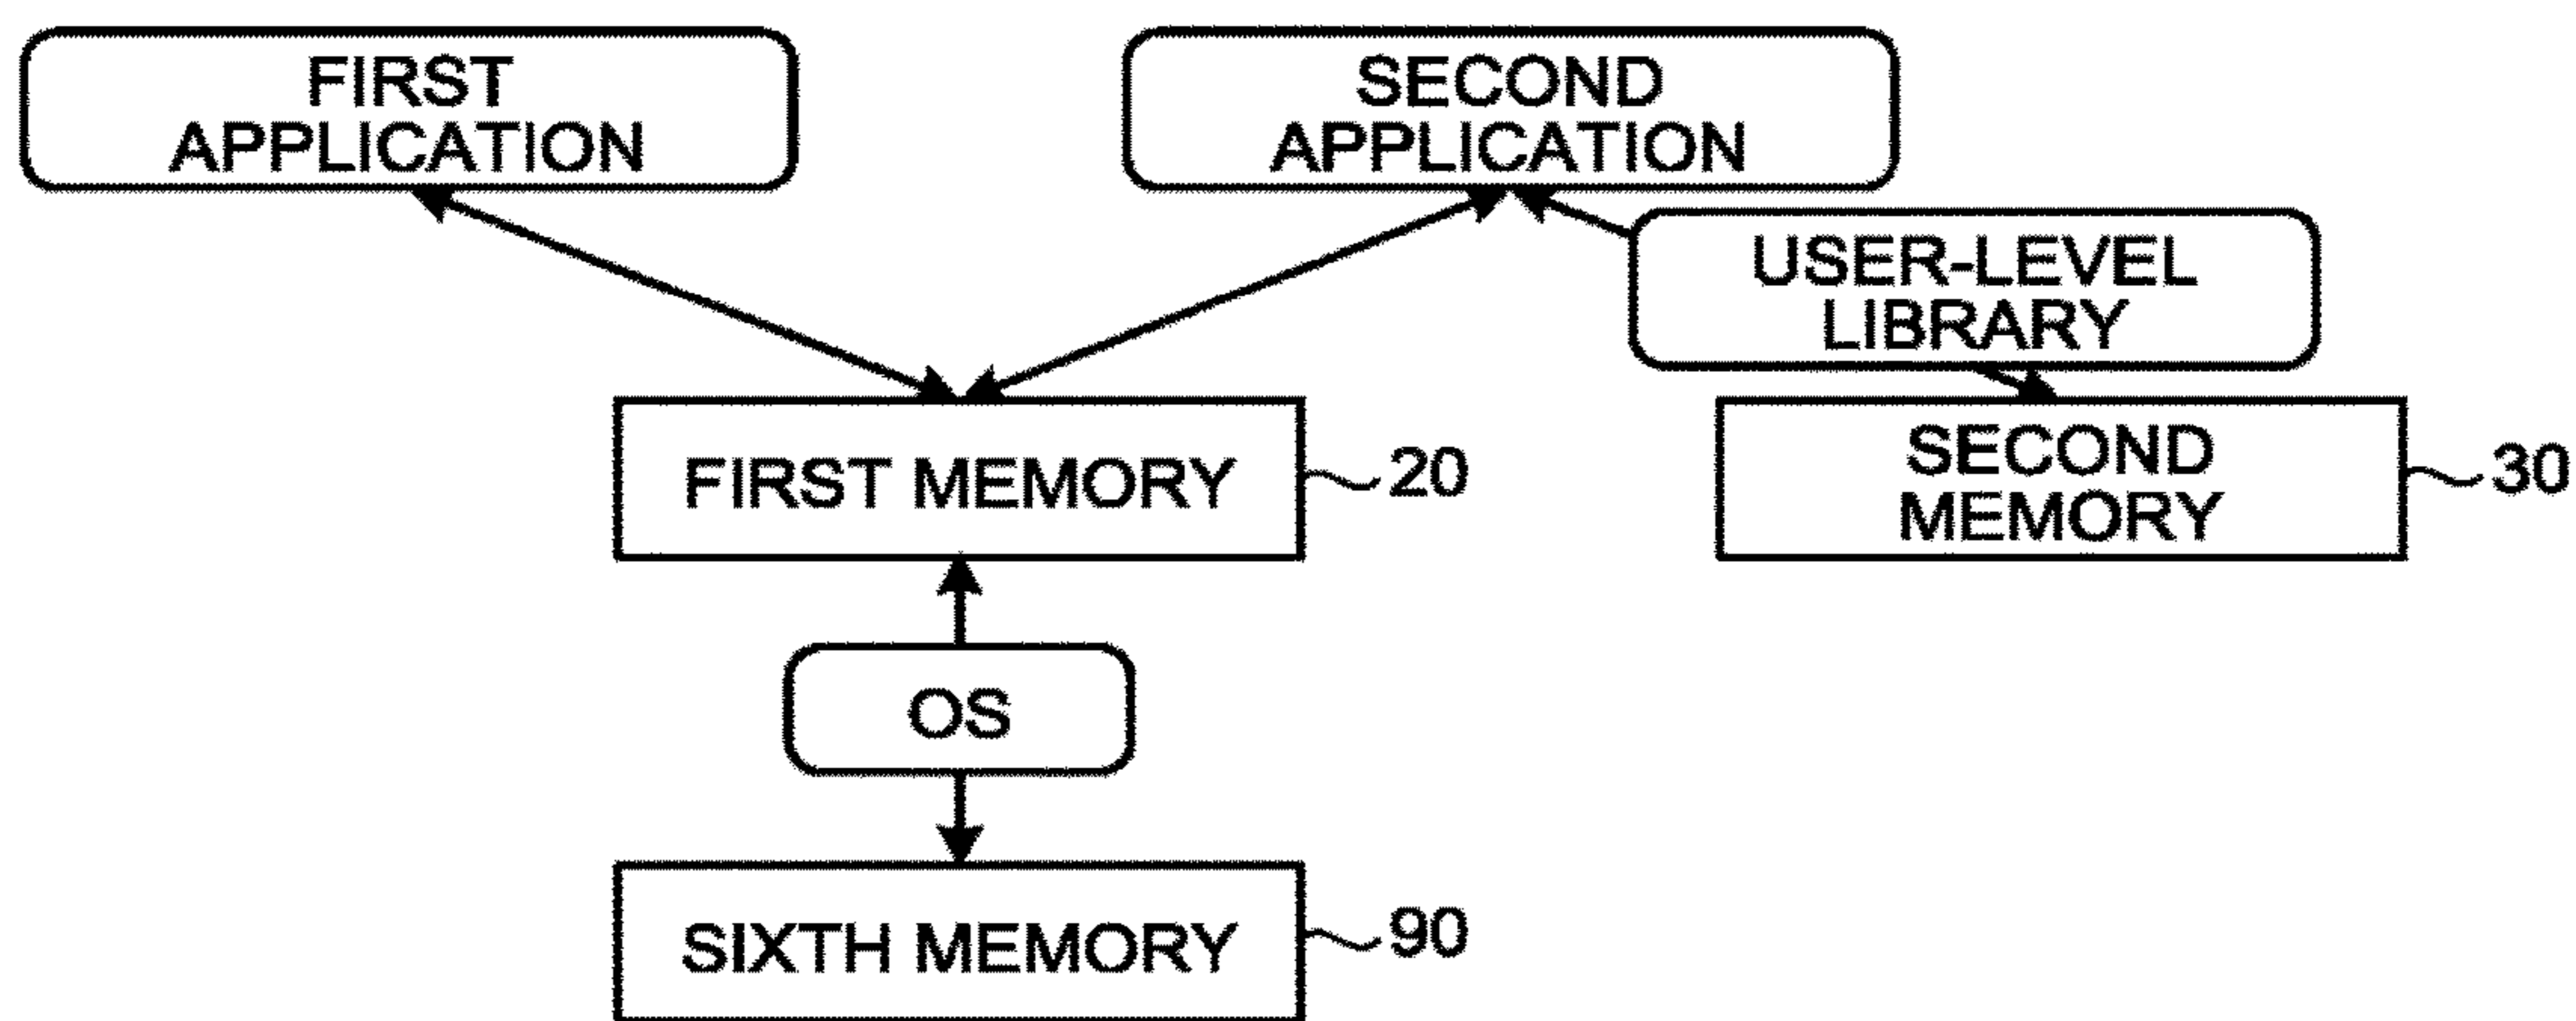 FIRST
APPLICATION
SECOND
APPLICATION
USER-LEVEL
LIBRARY
FIRST MEMORY
20
SECOND
MEMORY
30
OS
SIXTH MEMORY
90